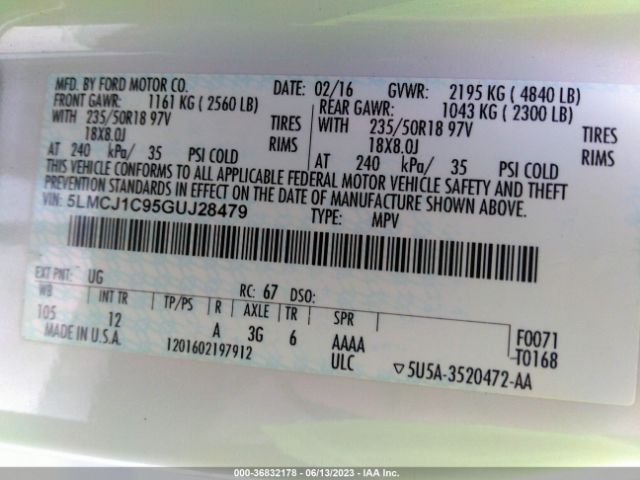 MFD. BY FORD MOTOR CO. DATE: 02/16 GVWR: 2195 KG ( 4840 LB)
FRONT GAWR: 1161 KG ( 2560 LB) REAR GAWR: 1043 KG ( 2300 LB)
WITH 235/50R18 97V TIRES WITH 235/50R18 97V TIRES
18X8.0J RIMS 18X8.0J RIMS
AT 240 kPa/ 35 PSI COLD AT 240 kPa/ 35 PSI COLD
THIS VEHICLE CONFORMS TO ALL APPLICABLE FEDERAL MOTOR VEHICLE SAFETY AND THEFT
PREVENTION STANDARDS IN EFFECT ON THE DATE OF MANUFACTURE SHOWN ABOVE.
VIN: 5LMCJ1C95GUJ28479 TYPE: MPV
EXT PNT: UG RC: 67 DSO:
WB INT TR TP/PS R AXLE TR SPR
105 12 A 3G 6 AAAA F0071
MADE IN U.S.A. 1201602197912 ULC T0168
▽5U5A-3520472-AA
000-36832178 - 06/13/2023 - IAA Inc.